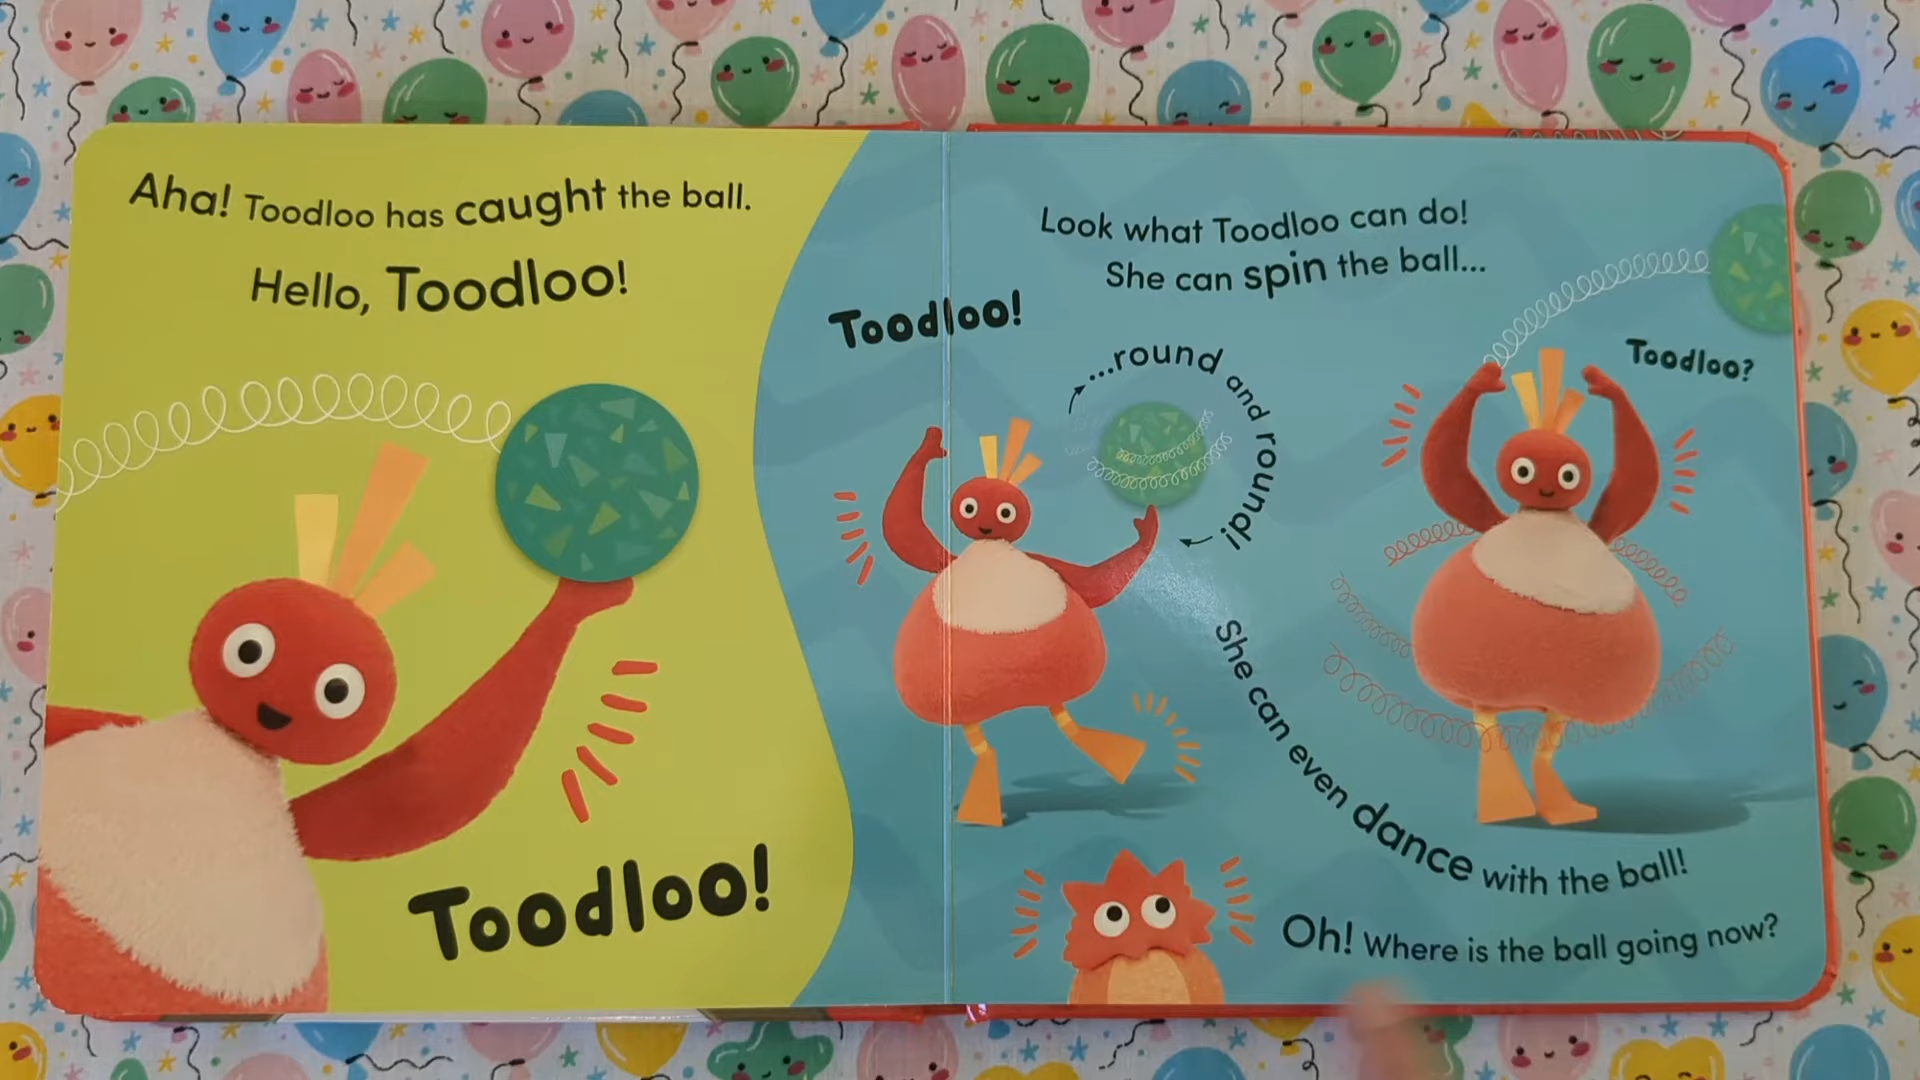 Aha! Toodloo has caught the ball.
Hello, Toodloo!
Toodloo!
Look what Toodloo can do!
She can spin the ball...
Toodloo!
...round and round!
Toodloo?
She can even dance with the ball!
Oh! Where is the ball going now?